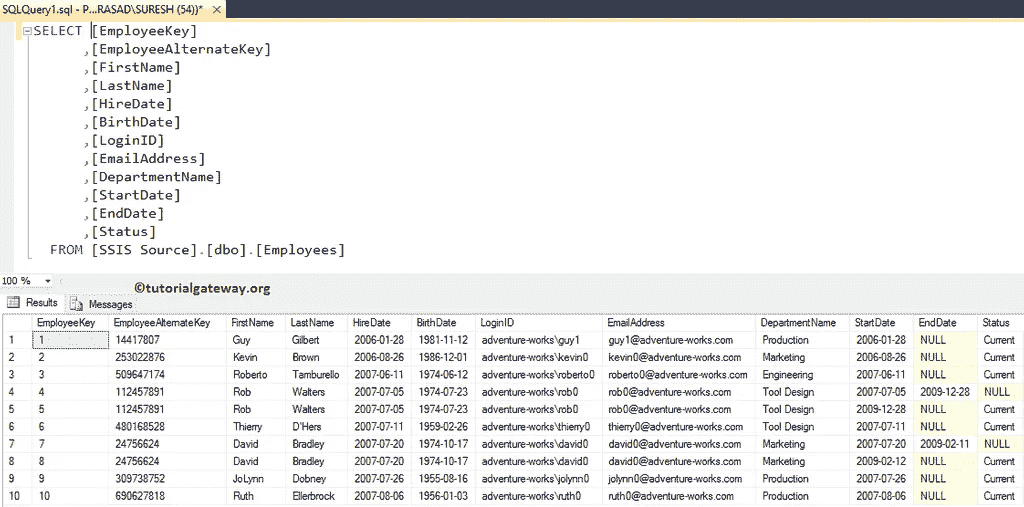 SQLQuery1.sql - P...RASAD\SURESH (54))* ×
SELECT [EmployeeKey]
,[EmployeeAlternateKey]
,[FirstName]
,[LastName]
,[HireDate]
,[BirthDate]
,[LoginID]
,[EmailAddress]
,[DepartmentName]
,[StartDate]
,[EndDate]
,[Status]
FROM [SSIS Source].[dbo].[Employees]
100 %
©tutorialgateway.org
Results Messages
EmployeeKey EmployeeAlternateKey FirstName LastName HireDate BirthDate LoginID EmailAddress DepartmentName StartDate EndDate Status
1 1 14417807 Guy Gilbert 2006-01-28 1981-11-12 adventure-works\guy1 guy1@adventure-works.com Production 2006-01-28 NULL Current
2 2 253022876 Kevin Brown 2006-08-26 1986-12-01 adventure-works\kevin0 kevin0@adventure-works.com Marketing 2006-08-26 NULL Current
3 3 509647174 Roberto Tamburello 2007-06-11 1974-06-12 adventure-works\roberto0 roberto0@adventure-works.com Engineering 2007-06-11 NULL Current
4 4 112457891 Rob Walters 2007-07-05 1974-07-23 adventure-works\rob0 rob0@adventure-works.com Tool Design 2007-07-05 2009-12-28 NULL
5 5 112457891 Rob Walters 2007-07-05 1974-07-23 adventure-works\rob0 rob0@adventure-works.com Tool Design 2009-12-28 NULL Current
6 6 480168528 Thierry D'Hers 2007-07-11 1959-02-26 adventure-works\thierry0 thierry0@adventure-works.com Tool Design 2007-07-11 NULL Current
7 7 24756624 David Bradley 2007-07-20 1974-10-17 adventure-works\david0 david0@adventure-works.com Marketing 2007-07-20 2009-02-11 NULL
8 8 24756624 David Bradley 2007-07-20 1974-10-17 adventure-works\david0 david0@adventure-works.com Marketing 2009-02-12 NULL Current
9 9 309738752 JoLynn Dobney 2007-07-26 1955-08-16 adventure-works\jolynn0 jolynn0@adventure-works.com Production 2007-07-26 NULL Current
10 10 690627818 Ruth Ellerbrock 2007-08-06 1956-01-03 adventure-works\ruth0 ruth0@adventure-works.com Production 2007-08-06 NULL Current